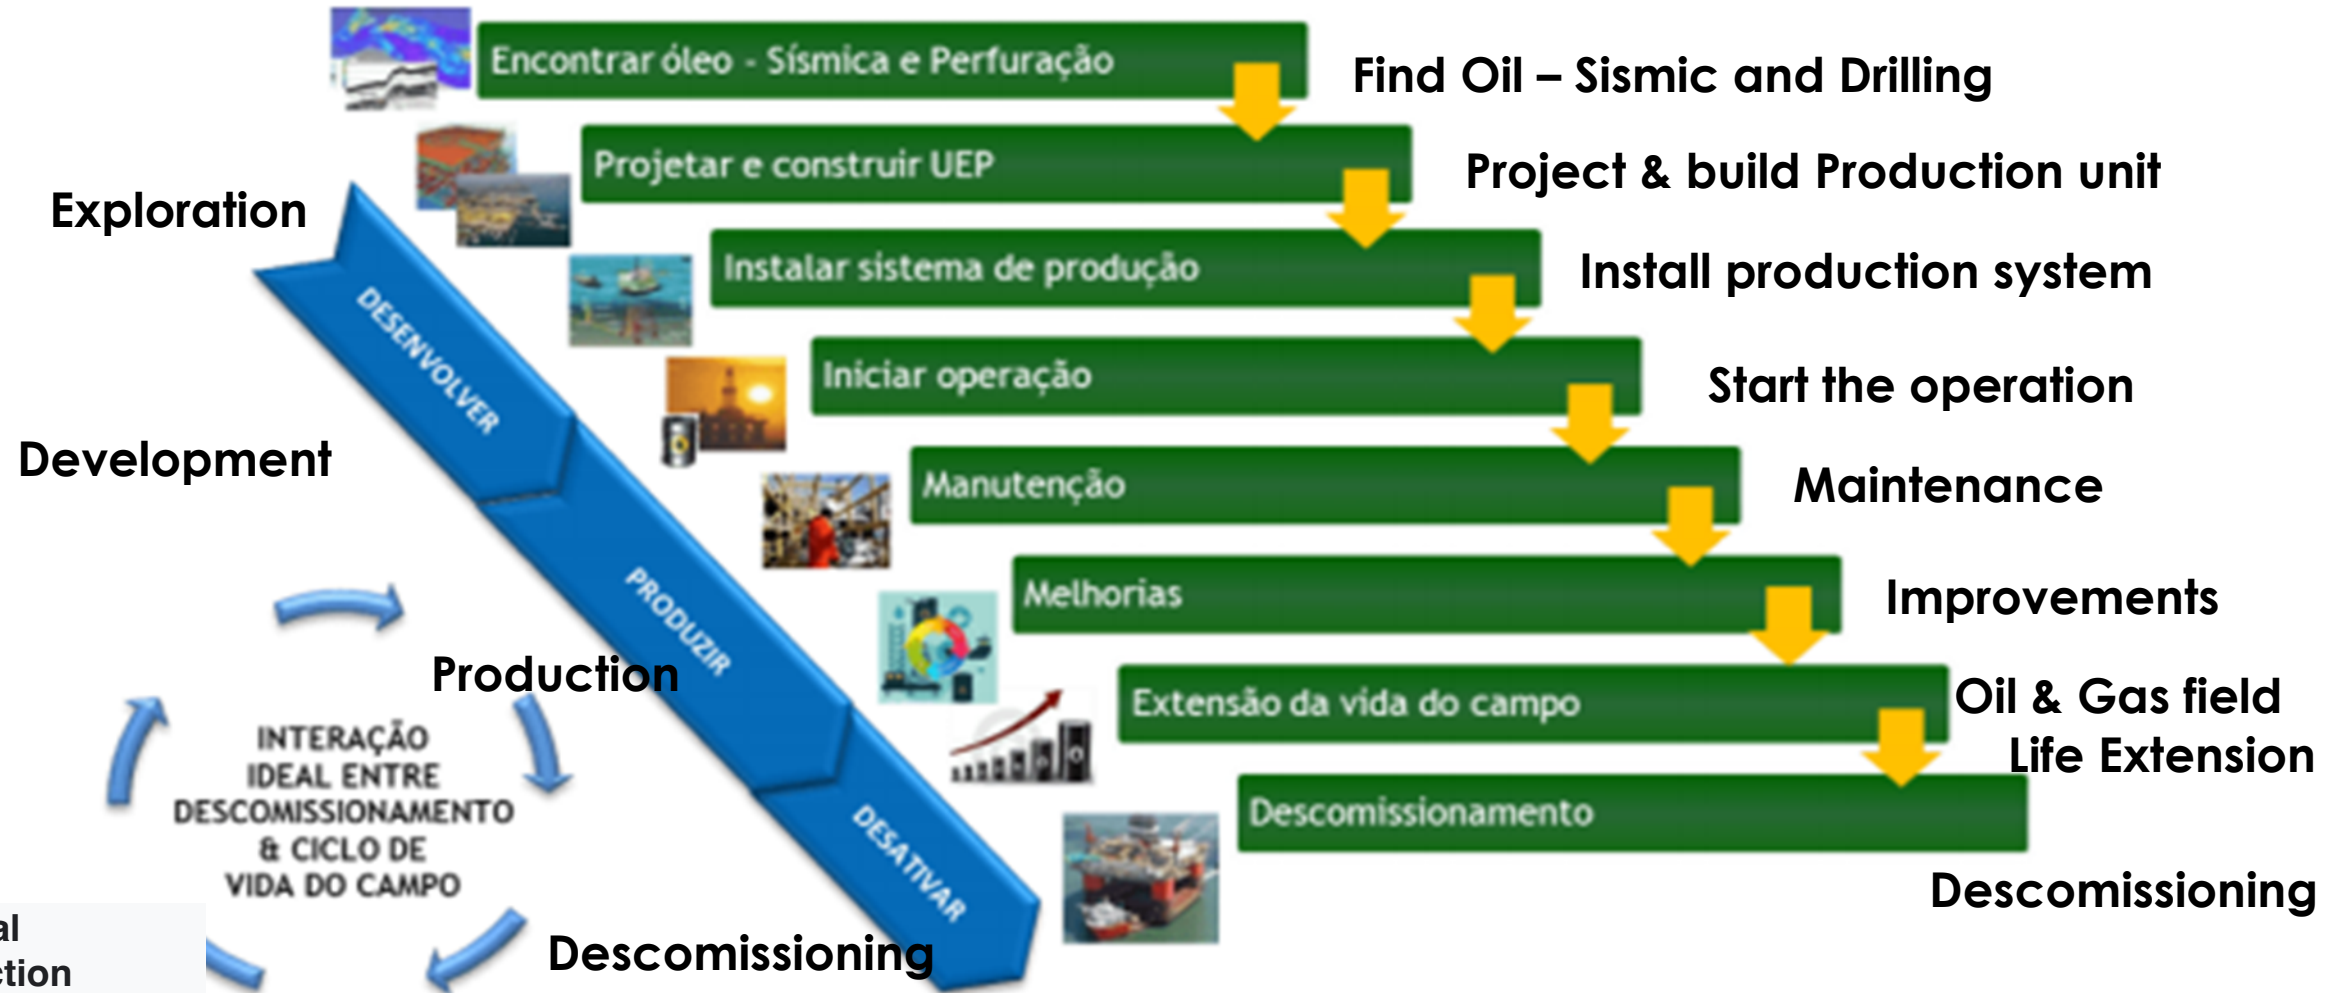 Encontrar óleo - Sísmica e Perfuração
Find Oil – Sismic and Drilling
Projetar e construir UEP
Project & build Production unit
Exploration
Instalar sistema de produção
Install production system
DESENVOLVER
Iniciar operação
Start the operation
Development
Manutenção
Maintenance
PRODUZIR
Melhorias
Improvements
Production
Extensão da vida do campo
Oil & Gas field
Life Extension
INTERAÇÃO
IDEAL ENTRE
DESCOMISSIONAMENTO
& CICLO DE
VIDA DO CAMPO
Descomissionamento
DESATIVAR
Descomissioning
Descomissioning
al
ction